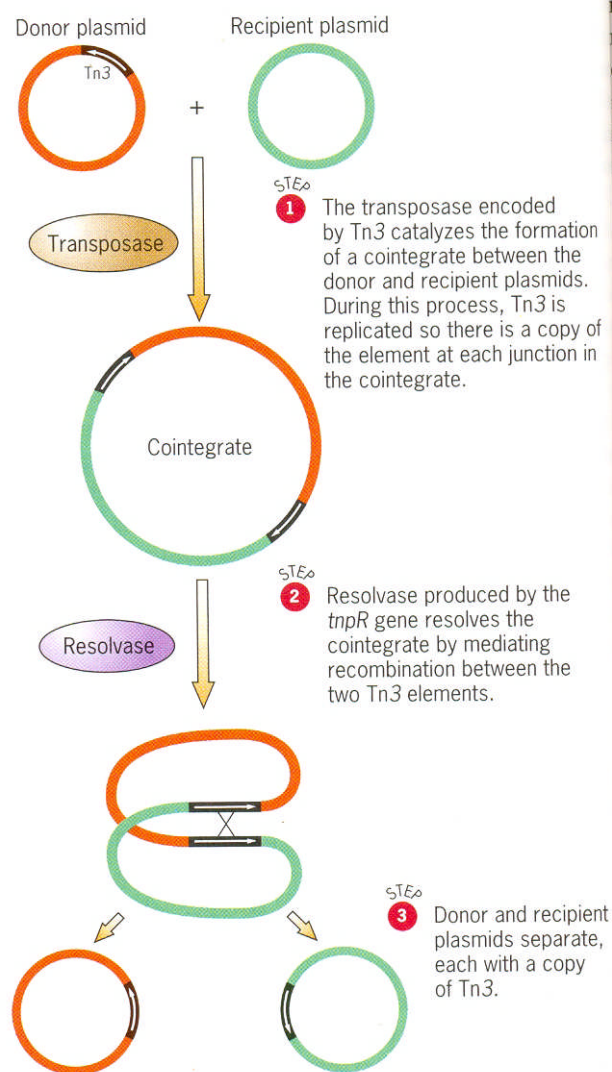 Donor plasmid
Recipient plasmid
Tn3
+
STEP
1
The transposase encoded
by Tn3 catalyzes the formation
of a cointegrate between the
donor and recipient plasmids.
During this process, Tn3 is
replicated so there is a copy of
the element at each junction in
the cointegrate.
Transposase
Cointegrate
STEP
2
Resolvase produced by the
tnpR gene resolves the
cointegrate by mediating
recombination between the
two Tn3 elements.
Resolvase
STEP
3
Donor and recipient
plasmids separate,
each with a copy
of Tn3.